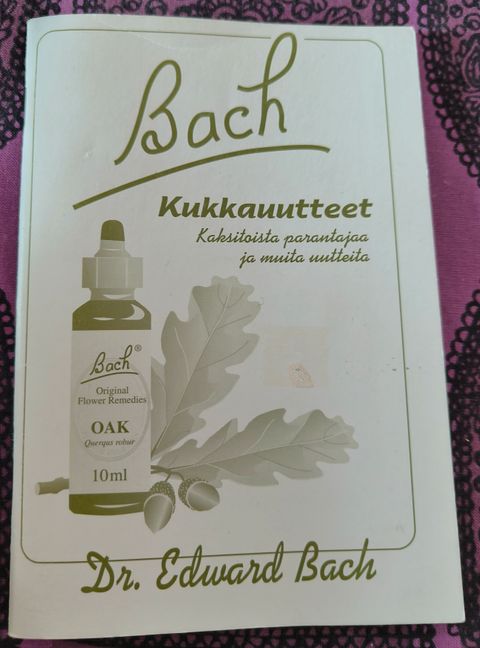 Bach
Kukkauutteet
Kaksitoista parantajaa
ja muita uutteita
Bach®
Original
Flower Remedies
OAK
Quercus robur
10ml
Dr. Edward Bach